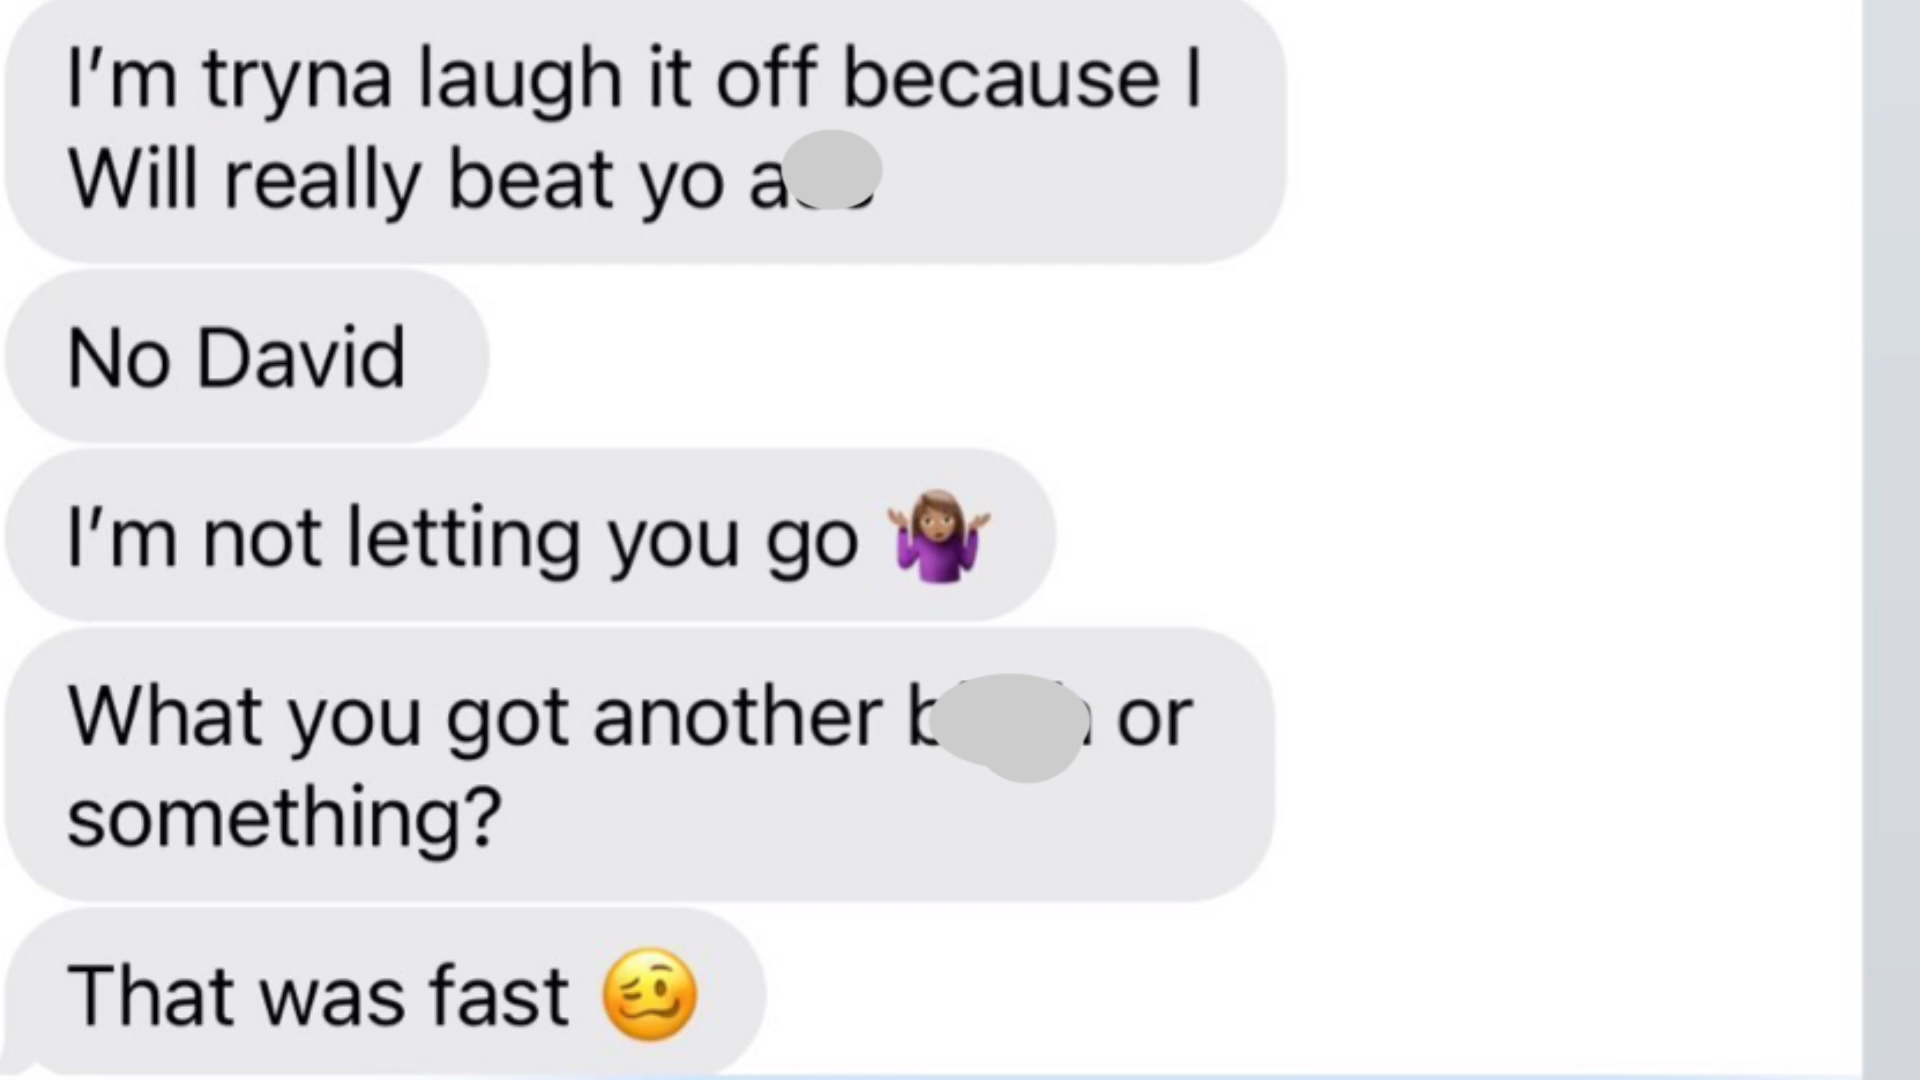 I'm tryna laugh it off because I
Will really beat yo
No David
I'm not letting you go 🤷🏽‍♀️
What you got another or
something?
That was fast 🥴